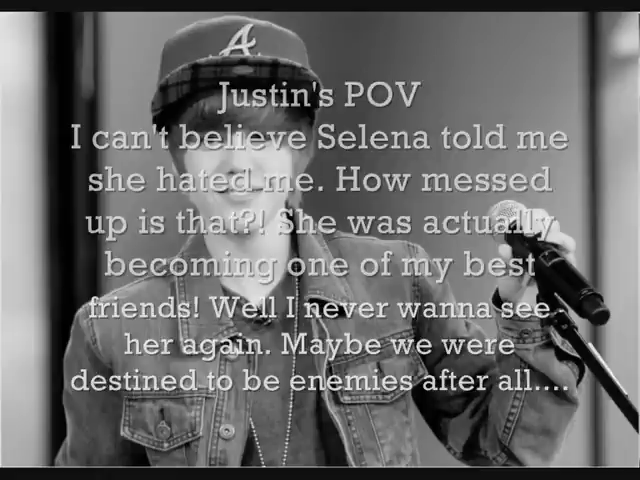 A
Justin's POV
I can't believe Selena told me
she hated me. How messed
up is that?! She was actually
becoming one of my best
friends! Well I never wanna see
her again. Maybe we were
destined to be enemies after all....